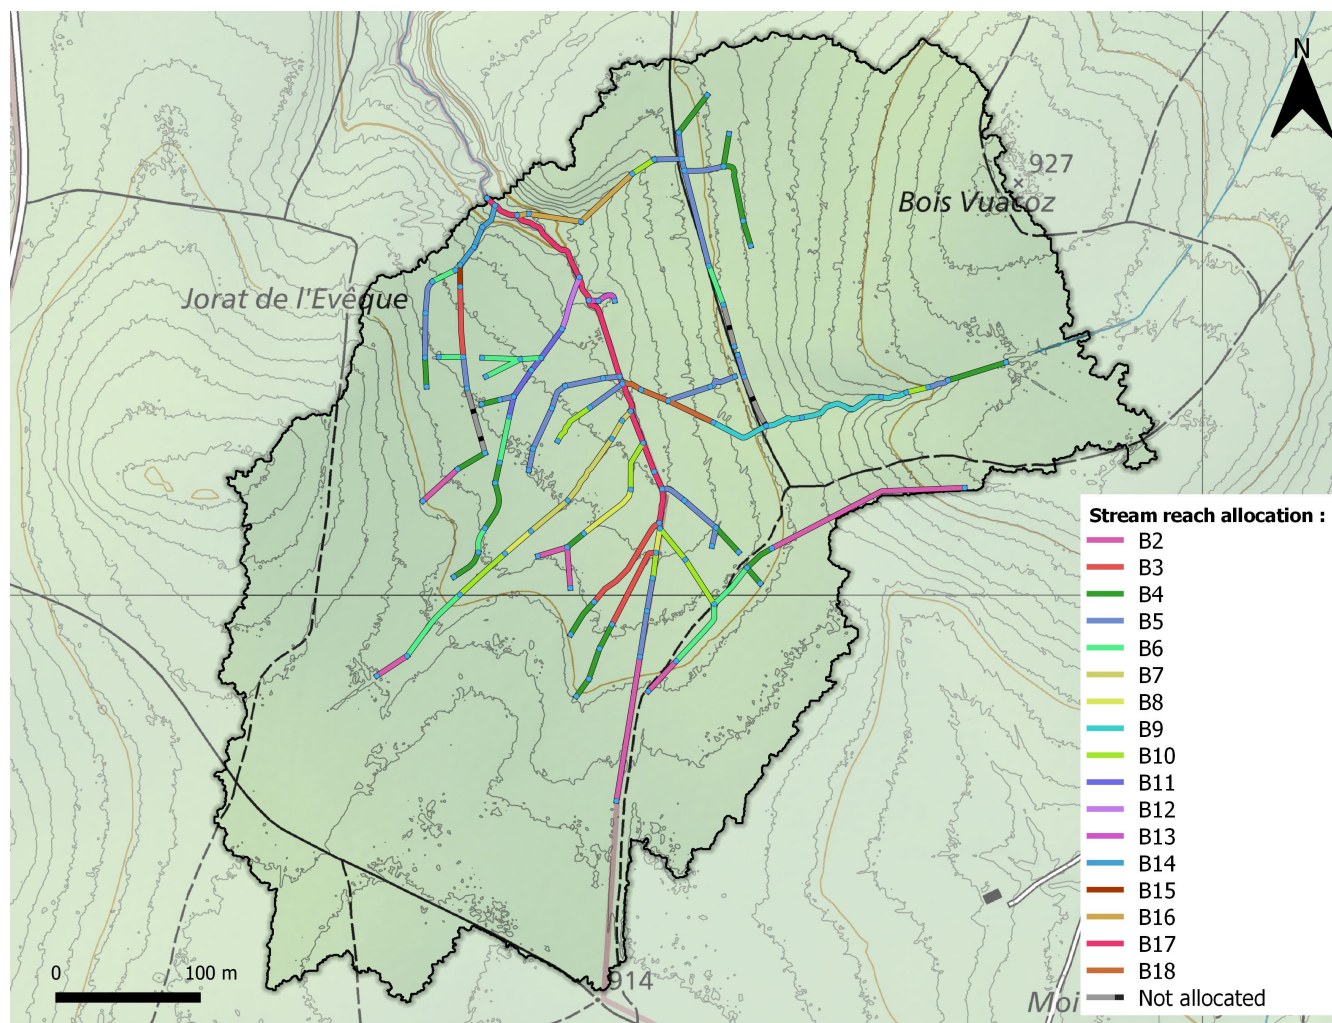 N
927
Bois Vuacoz
Jorat de l'Evêque
Stream reach allocation :
B2
B3
B4
B5
B6
B7
B8
B9
B10
B11
B12
B13
B14
B15
B16
B17
B18
Not allocated
0 100 m
914
Moi